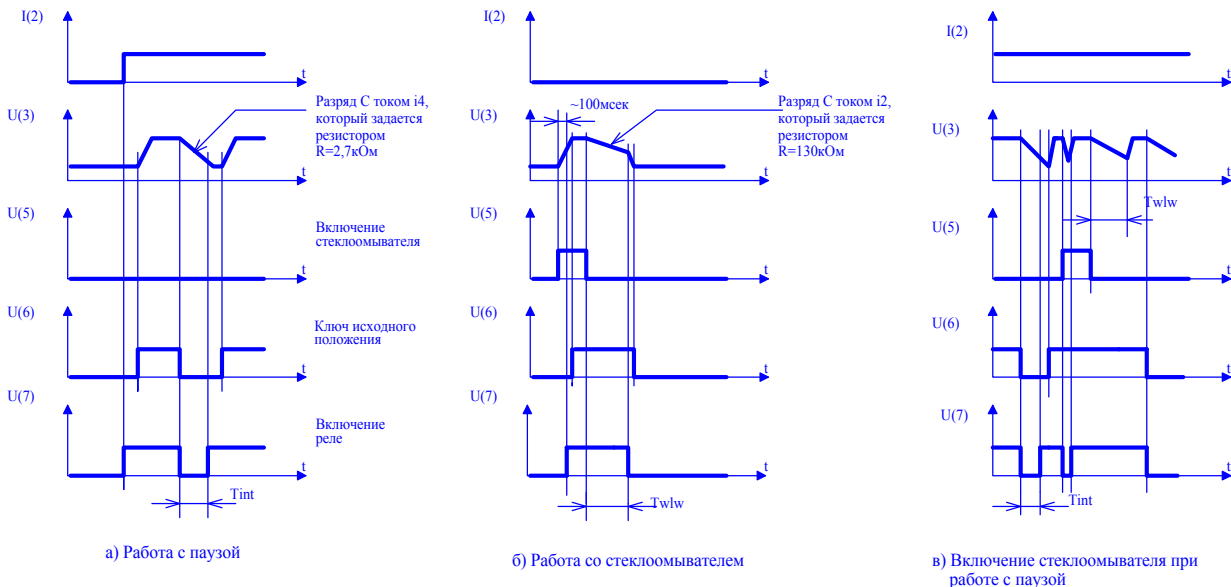 I(2)
t
U(3)
Разряд С током i4,
который задается
резистором
R=2,7кОм
t
U(5)
Включение
стеклоомывателя
t
U(6)
Ключ исходного
положения
t
U(7)
Включение
реле
t
Tint
а) Работа с паузой
I(2)
t
~100мсек
U(3)
Разряд С током i2,
который задается
резистором
R=130кОм
t
U(5)
t
U(6)
t
U(7)
t
Twlw
б) Работа со стеклоомывателем
I(2)
t
U(3)
t
Twlw
U(5)
t
U(6)
t
U(7)
t
Tint
в) Включение стеклоомывателя при
работе с паузой